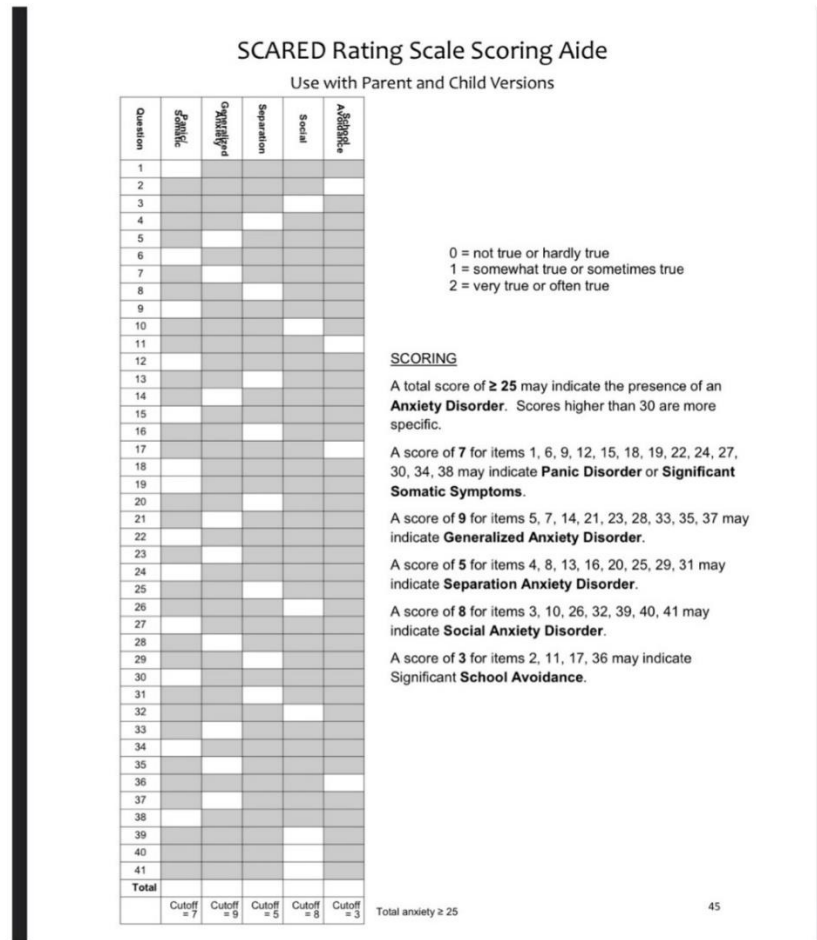 SCARED Rating Scale Scoring Aide
Use with Parent and Child Versions
Question
Panic/
Somatic
Generalized
Anxiety
Separation
Social
School
Avoidance
1
2
3
4
5
6
7
8
9
10
11
12
13
14
15
16
17
18
19
20
21
22
23
24
25
26
27
28
29
30
31
32
33
34
35
36
37
38
39
40
41
Total
Cutoff = 7
Cutoff = 9
Cutoff = 5
Cutoff = 8
Cutoff = 3
0 = not true or hardly true
1 = somewhat true or sometimes true
2 = very true or often true
SCORING
A total score of ≥ 25 may indicate the presence of an
Anxiety Disorder. Scores higher than 30 are more
specific.
A score of 7 for items 1, 6, 9, 12, 15, 18, 19, 22, 24, 27,
30, 34, 38 may indicate Panic Disorder or Significant
Somatic Symptoms.
A score of 9 for items 5, 7, 14, 21, 23, 28, 33, 35, 37 may
indicate Generalized Anxiety Disorder.
A score of 5 for items 4, 8, 13, 16, 20, 25, 29, 31 may
indicate Separation Anxiety Disorder.
A score of 8 for items 3, 10, 26, 32, 39, 40, 41 may
indicate Social Anxiety Disorder.
A score of 3 for items 2, 11, 17, 36 may indicate
Significant School Avoidance.
Total anxiety ≥ 25
45